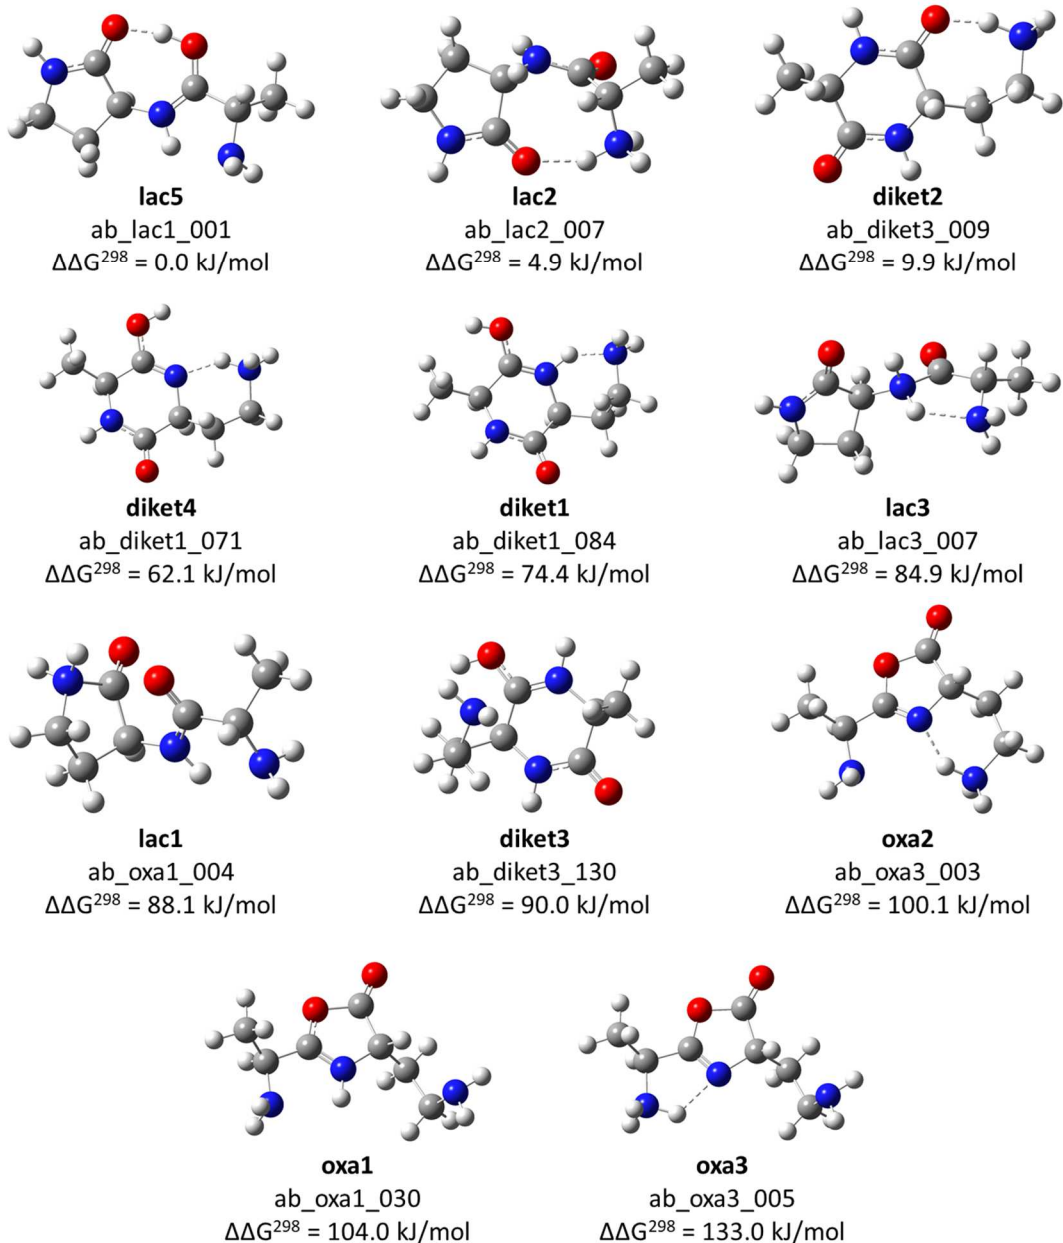 lac5 lac2 diket2
ab_lac1_001 ab_lac2_007 ab_diket3_009
ΔΔG²⁹⁸ = 0.0 kJ/mol ΔΔG²⁹⁸ = 4.9 kJ/mol ΔΔG²⁹⁸ = 9.9 kJ/mol
diket4 diket1 lac3
ab_diket1_071 ab_diket1_084 ab_lac3_007
ΔΔG²⁹⁸ = 62.1 kJ/mol ΔΔG²⁹⁸ = 74.4 kJ/mol ΔΔG²⁹⁸ = 84.9 kJ/mol
lac1 diket3 oxa2
ab_oxa1_004 ab_diket3_130 ab_oxa3_003
ΔΔG²⁹⁸ = 88.1 kJ/mol ΔΔG²⁹⁸ = 90.0 kJ/mol ΔΔG²⁹⁸ = 100.1 kJ/mol
oxa1 oxa3
ab_oxa1_030 ab_oxa3_005
ΔΔG²⁹⁸ = 104.0 kJ/mol ΔΔG²⁹⁸ = 133.0 kJ/mol